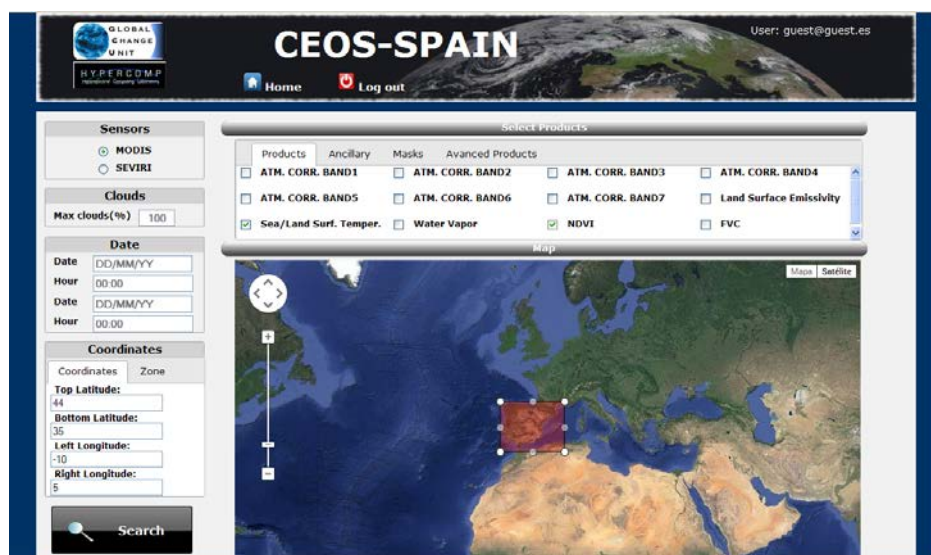 GLOBAL
CHANGE
UNIT
HYPERCOMP
CEOS-SPAIN
User: guest@guest.es
Home
Log out
Sensors
MODIS
SEVIRI
Clouds
Max clouds(%) 100
Date
Date DD/MM/YY
Hour 00:00
Date DD/MM/YY
Hour 00:00
Coordinates
Coordinates Zone
Top Latitude:
44
Bottom Latitude:
35
Left Longitude:
-10
Right Longitude:
5
Search
Select Products
Products Ancillary Masks Avanced Products
ATM. CORR. BAND1 ATM. CORR. BAND2 ATM. CORR. BAND3 ATM. CORR. BAND4
ATM. CORR. BAND5 ATM. CORR. BAND6 ATM. CORR. BAND7 Land Surface Emissivity
Sea/Land Surf. Temper. Water Vapor NDVI FVC
Map
Mapa Satélite